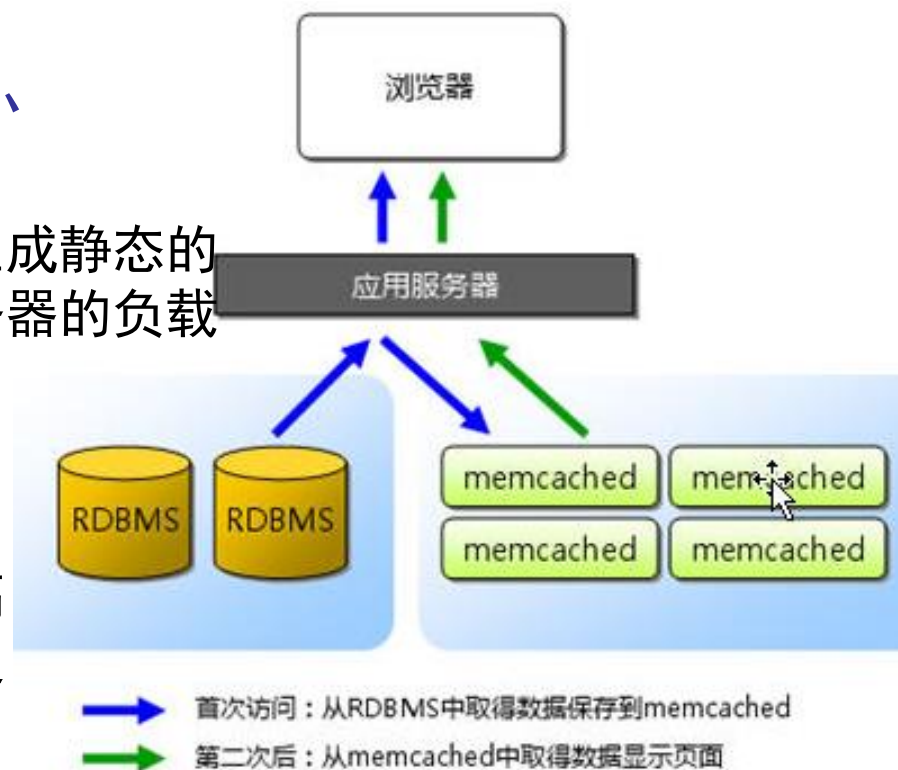 、
浏览器
成静态的
器的负载
应用服务器
RDBMS
RDBMS
memcached
memcached
memcached
首次访问：从RDBMS中取得数据保存到memcached
第二次后：从memcached中取得数据显示页面